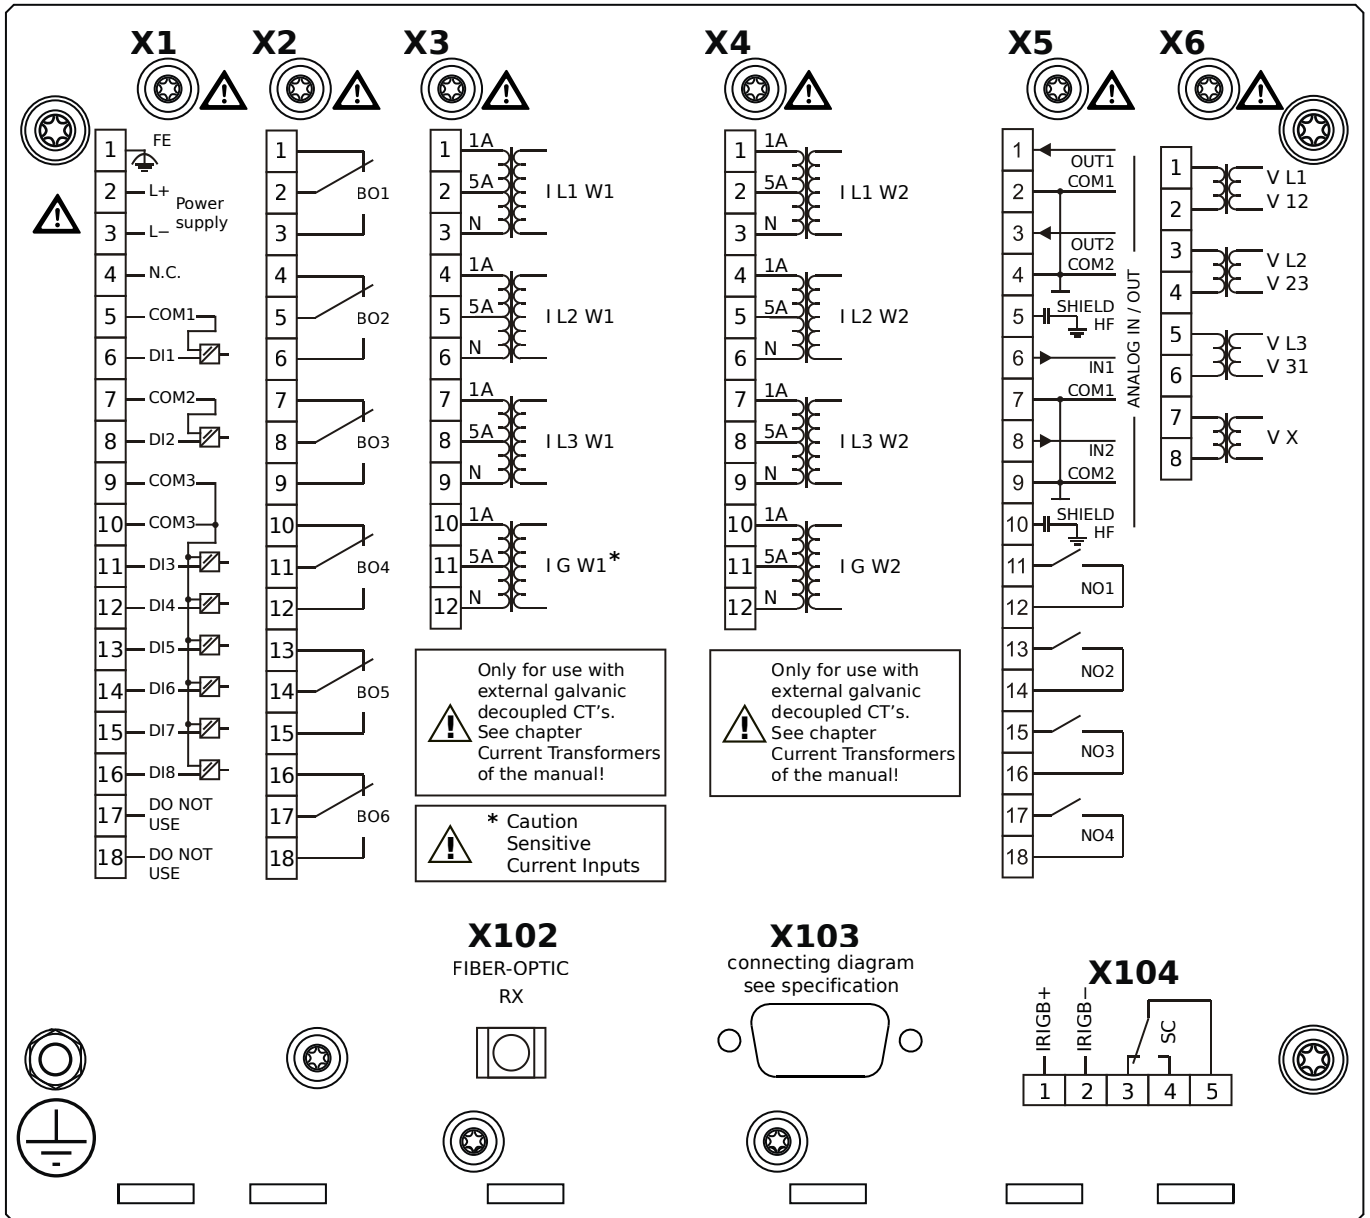 X1 X2 X3 X4 X5 X6
1 FE
2 L+
Power
supply
3 L−
4 N.C.
5 COM1
6 DI1
7 COM2
8 DI2
9 COM3
10 COM3
11 DI3
12 DI4
13 DI5
14 DI6
15 DI7
16 DI8
17 DO NOT
USE
18 DO NOT
USE
1
2 BO1
3
4
5 BO2
6
7
8 BO3
9
10
11 BO4
12
13
14 BO5
15
16
17 BO6
18
1 1A
2 5A I L1 W1
3 N
4 1A
5 5A I L2 W1
6 N
7 1A
8 5A I L3 W1
9 N
10 1A
11 5A I G W1*
12 N
Only for use with
external galvanic
decoupled CT's.
See chapter
Current Transformers
of the manual!
* Caution
Sensitive
Current Inputs
1 1A
2 5A I L1 W2
3 N
4 1A
5 5A I L2 W2
6 N
7 1A
8 5A I L3 W2
9 N
10 1A
11 5A I G W2
12 N
Only for use with
external galvanic
decoupled CT's.
See chapter
Current Transformers
of the manual!
1
OUT1
2 COM1
3
OUT2
4 COM2
5 SHIELD
HF
6
IN1
7 COM1
8
IN2
9 COM2
10 SHIELD
HF
ANALOG IN / OUT
11
NO1
12
13
NO2
14
15
NO3
16
17
NO4
18
1 V L1
2 V 12
3 V L2
4 V 23
5 V L3
6 V 31
7 V X
8
X102
FIBER-OPTIC
RX
X103
connecting diagram
see specification
X104
IRIGB+
IRIGB−
SC
1 2 3 4 5